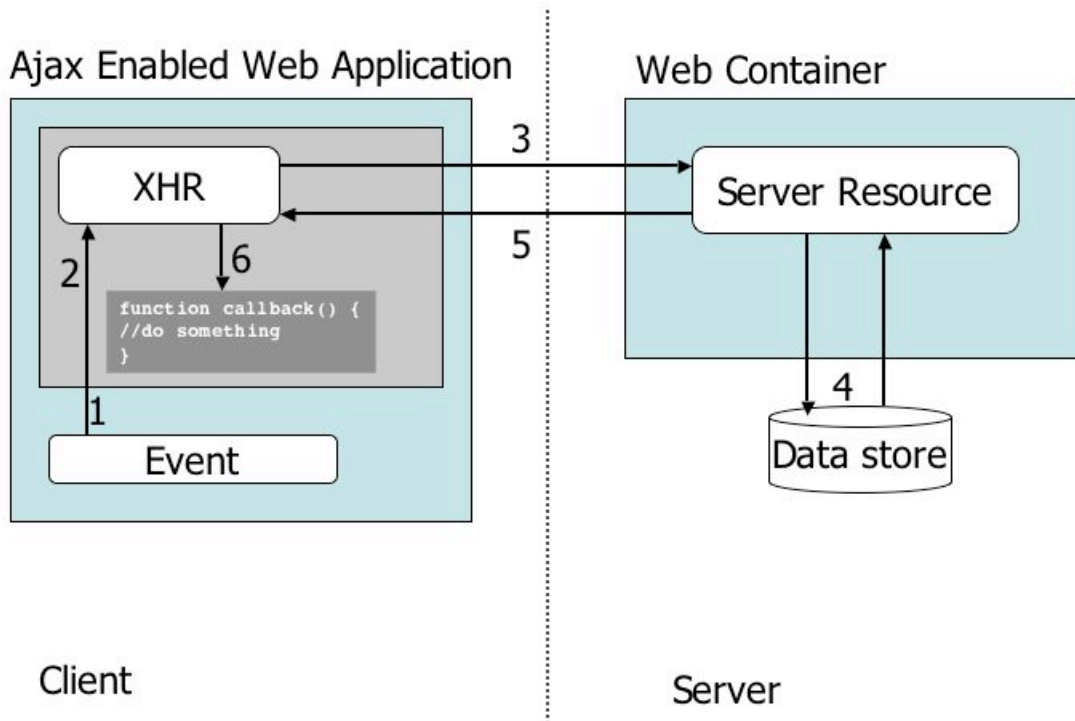 Ajax Enabled Web Application
Web Container
3
XHR
Server Resource
5
2
6
function callback() {
//do something
}
4
1
Data store
Event
Client
Server